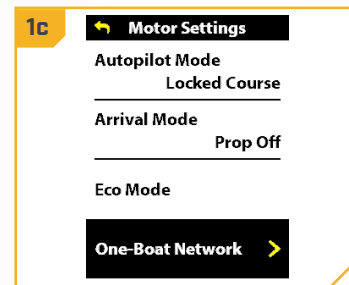 1c
Motor Settings
Autopilot Mode
Locked Course
Arrival Mode
Prop Off
Eco Mode
One-Boat Network